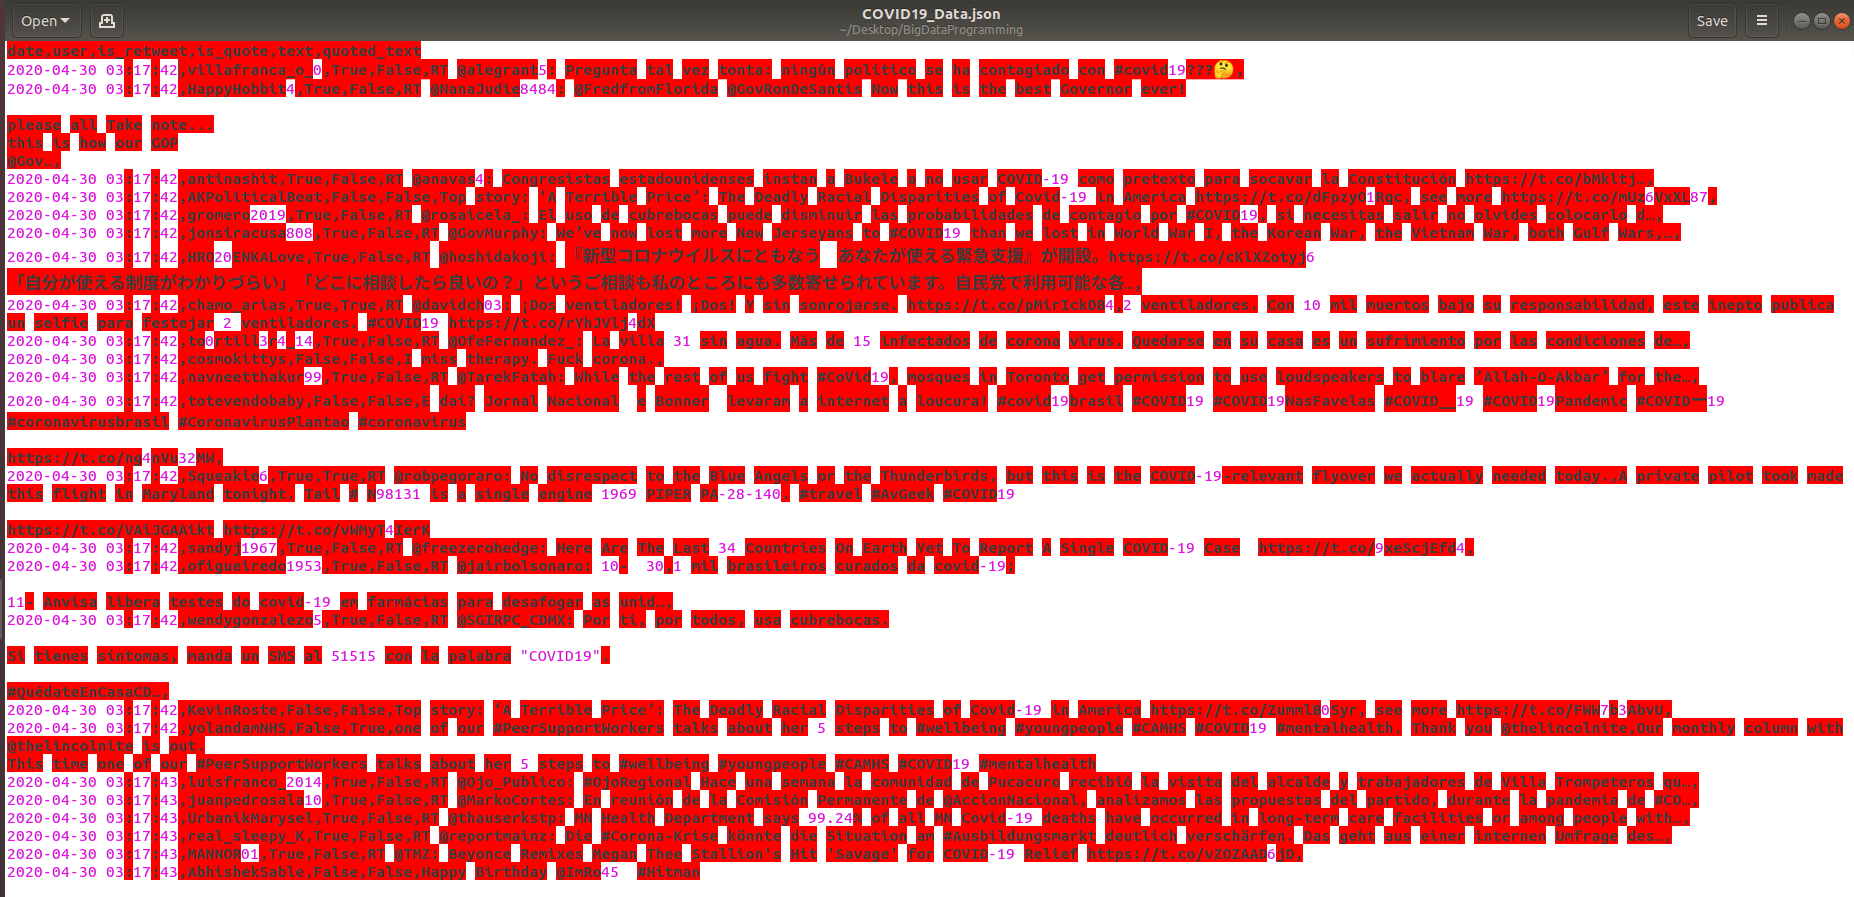 Open
COVID19_Data.json
~/Desktop/BigDataProgramming
Save
date,user,is_retweet,is_quote,text,quoted_text
2020-04-30 03:17:42,villafranca_o_0,True,False,RT @alegrant5: Pregunta tal vez tonta: ningún político se ha contagiado con #covid19???🤔,
2020-04-30 03:17:42,HappyHobbit4,True,False,RT @NanaJudie8484: @FredfromFlorida @GovRonDeSantis Now this is the best Governor ever!
please all Take note...
this is how our GOP
@Gov…,
2020-04-30 03:17:42,antinashit,True,False,RT @anavas4: Congresistas estadounidenses instan a Bukele a no usar COVID-19 como pretexto para socavar la Constitución https://t.co/bMkltj…,
2020-04-30 03:17:42,AKPoliticalBeat,False,False,Top story: ‘A Terrible Price’: The Deadly Racial Disparities of Covid-19 in America https://t.co/dFpzyO1Rqc, see more https://t.co/mUz6VxXL87,
2020-04-30 03:17:42,gromero2019,True,False,RT @rosaicela_: El uso de cubrebocas puede disminuir las probabilidades de contagio por #COVID19, si necesitas salir no olvides colocarlo d…,
2020-04-30 03:17:42,jonsiracusa808,True,False,RT @GovMurphy: We’ve now lost more New Jerseyans to #COVID19 than we lost in World War I, the Korean War, the Vietnam War, both Gulf Wars,…,
2020-04-30 03:17:42,HRO20ENKALove,True,False,RT @hoshidakoji: 『新型コロナウイルスにともなう　あなたが使える緊急支援』が開設。https://t.co/cKlXZotyj6
「自分が使える制度がわかりづらい」「どこに相談したら良いの？」というご相談も私のところにも多数寄せられています。自民党で利用可能な各…,
2020-04-30 03:17:42,chamo_arias,True,True,RT @davidch03: ¡Dos ventiladores! ¡Dos! Y sin sonrojarse. https://t.co/pMirIckDB4,2 ventiladores. Con 10 mil muertos bajo su responsabilidad, este inepto publica
un selfie para festejar 2 ventiladores. #COVID19 https://t.co/rYhJVlj4dX
2020-04-30 03:17:42,to0rtill3r4_14,True,False,RT @OfeFernandez_: La villa 31 sin agua. Más de 15 infectados de corona virus. Quedarse en su casa es un sufrimiento por las condiciones de…,
2020-04-30 03:17:42,cosmokittys,False,False,I miss therapy. Fuck corona.,
2020-04-30 03:17:42,navneetthakur99,True,False,RT @TarekFatah: While the rest of us fight #CoVid19, mosques in Toronto get permission to use loudspeakers to blare ’Allah-O-Akbar’ for the…,
2020-04-30 03:17:42,totevendobaby,False,False,E daí? Jornal Nacional  e Bonner  levaram a internet a loucura! #covid19brasil #COVID19 #COVID19NasFavelas #COVID__19 #COVID19Pandemic #COVIDー19
#coronavirusbrasil #CoronavirusPlantao #coronavirus
https://t.co/ng4nVu32MW,
2020-04-30 03:17:42,Squeakie6,True,True,RT @robpegoraro: No disrespect to the Blue Angels or the Thunderbirds, but this is the COVID-19-relevant flyover we actually needed today.,A private pilot took made
this flight in Maryland tonight. Tail # N98131 is a single engine 1969 PIPER PA-28-140. #travel #AvGeek #COVID19
https://t.co/VAiJGAAikt https://t.co/vWMyT4IerK
2020-04-30 03:17:42,sandyj1967,True,False,RT @freezerohedge: Here Are The Last 34 Countries On Earth Yet To Report A Single COVID-19 Case  https://t.co/9xeScjEfd4,
2020-04-30 03:17:42,ofigueiredo1953,True,False,RT @jairbolsonaro: 10-  30,1 mil brasileiros curados da covid-19;
11- Anvisa libera testes do covid-19 em farmácias para desafogar as unid…,
2020-04-30 03:17:42,wendygonzalezo5,True,False,RT @SGIRPC_CDMX: Por ti, por todos, usa cubrebocas.
Si tienes síntomas, manda un SMS al 51515 con la palabra "COVID19".
#QuédateEnCasaCD…,
2020-04-30 03:17:42,KevinRoste,False,False,Top story: ‘A Terrible Price’: The Deadly Racial Disparities of Covid-19 in America https://t.co/ZummlB0Syr, see more https://t.co/FHW7b3AbvU,
2020-04-30 03:17:42,yolandamNHS,False,True,one of our #PeerSupportWorkers talks about her 5 steps to #wellbeing #youngpeople #CAMHS #COVID19 #mentalhealth. Thank you @thelincolnite,Our monthly column with
@thelincolnite is out.
This time one of our #PeerSupportWorkers talks about her 5 steps to #wellbeing #youngpeople #CAMHS #COVID19 #mentalhealth
2020-04-30 03:17:43,luisfranco_2014,True,False,RT @Ojo_Publico: #OjoRegional Hace una semana la comunidad de Pucacuro recibió la visita del alcalde y trabajadores de Villa Trompeteros qu…,
2020-04-30 03:17:43,juanpedrosala10,True,False,RT @MarkoCortes: En reunión de la Comisión Permanente de @AccionNacional, analizamos las propuestas del partido, durante la pandemia de #CO…,
2020-04-30 03:17:43,UrbanikMarysel,True,False,RT @thauserkstp: MN Health Department says 99.24% of all MN Covid-19 deaths have occurred in long-term care facilities or among people with…,
2020-04-30 03:17:43,real_sleepy_K,True,False,RT @reportmainz: Die #Corona-Krise könnte die Situation am #Ausbildungsmarkt deutlich verschärfen. Das geht aus einer internen Umfrage des…,
2020-04-30 03:17:43,MANNOR01,True,False,RT @TMZ: Beyonce Remixes Megan Thee Stallion's Hit 'Savage' for COVID-19 Relief https://t.co/vZOZAAD6jD,
2020-04-30 03:17:43,AbhishekSable,False,False,Happy Birthday @ImRo45  #Hitman